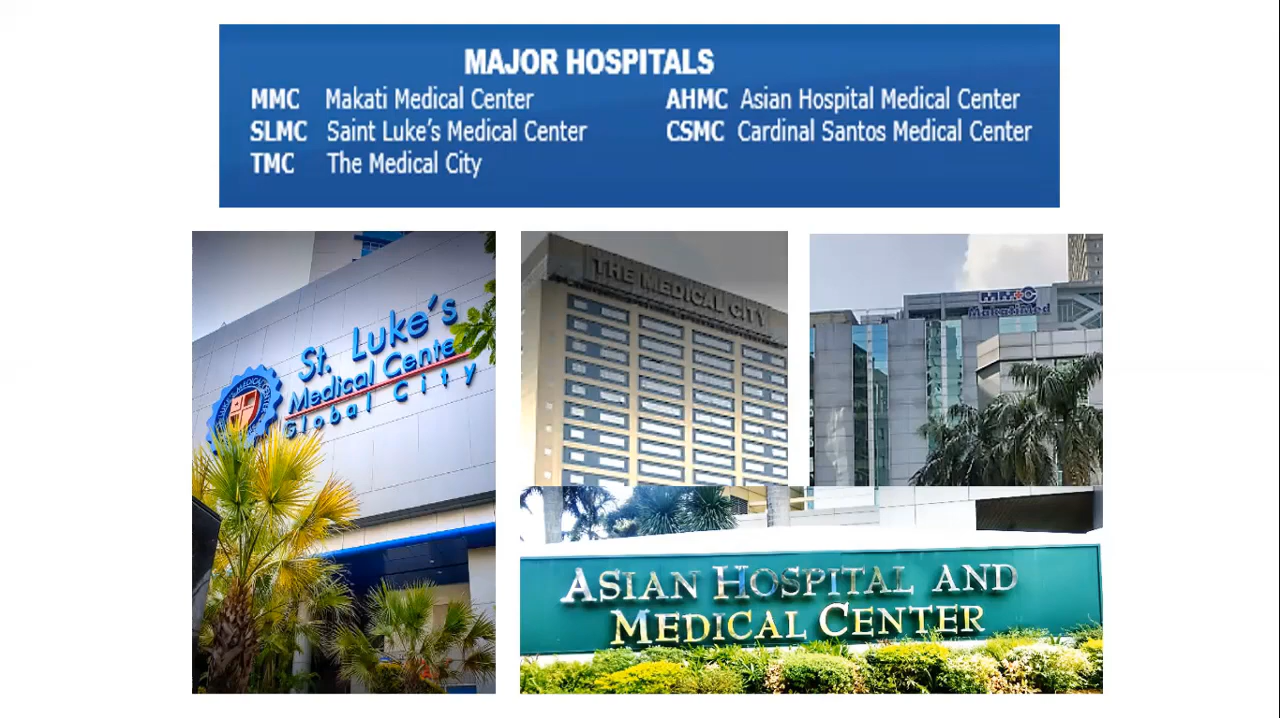 MAJOR HOSPITALS
MMC Makati Medical Center
SLMC Saint Luke's Medical Center
TMC The Medical City
AHMC Asian Hospital Medical Center
CSMC Cardinal Santos Medical Center
St. Luke's
Medical Center
Global City
THE MEDICAL CITY
MMC
MakatiMed
ASIAN HOSPITAL AND
MEDICAL CENTER